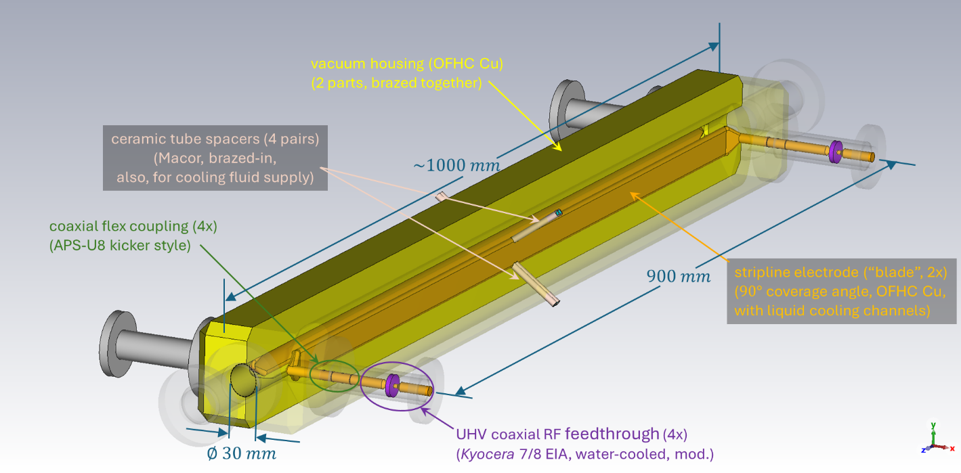 vacuum housing (OFHC Cu)
(2 parts, brazed together)
ceramic tube spacers (4 pairs)
(Macor, brazed-in,
also, for cooling fluid supply)
~1000 mm
coaxial flex coupling (4x)
(APS-U8 kicker style)
900 mm
stripline electrode ("blade", 2x)
(90° coverage angle, OFHC Cu,
with liquid cooling channels)
Ø 30 mm
UHV coaxial RF feedthrough (4x)
(Kyocera 7/8 EIA, water-cooled, mod.)
y
z
x